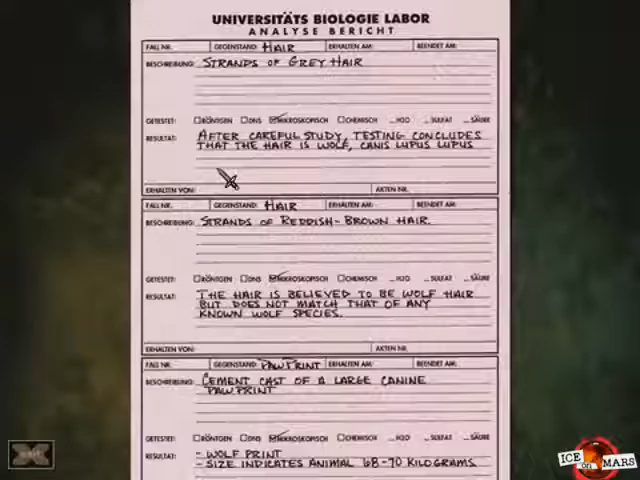 UNIVERSITÄTS BIOLOGIE LABOR
ANALYSE BERICHT
FALL NR. GEGENSTAND: HAIR ERHALTEN AM: BEENDET AM:
BESCHREIBUNG: STRANDS OF GREY HAIR
GETESTET: RÖNTGEN DNS MIKROSKOPISCH CHEMISCH H2O SULFAT SÄURE
RESULTAT: AFTER CAREFUL STUDY, TESTING CONCLUDES
THAT THE HAIR IS WOLF, CANIS LUPUS LUPUS
ERHALTEN VON: AKTEN NR.
FALL NR. GEGENSTAND: HAIR ERHALTEN AM: BEENDET AM:
BESCHREIBUNG: STRANDS OF REDDISH-BROWN HAIR.
GETESTET: RÖNTGEN DNS MIKROSKOPISCH CHEMISCH H2O SULFAT SÄURE
RESULTAT: THE HAIR IS BELIEVED TO BE WOLF HAIR
BUT DOES NOT MATCH THAT OF ANY
KNOWN WOLF SPECIES.
ERHALTEN VON: AKTEN NR.
FALL NR. GEGENSTAND: PAWPRINT ERHALTEN AM: BEENDET AM:
BESCHREIBUNG: CEMENT CAST OF A LARGE CANINE
PAWPRINT
GETESTET: RÖNTGEN DNS MIKROSKOPISCH CHEMISCH H2O SULFAT SÄURE
RESULTAT: - WOLF PRINT
- SIZE INDICATES ANIMAL 68-70 KILOGRAMS
EXIT
ICE on MARS